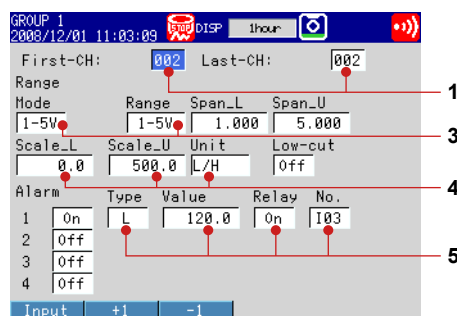 GROUP 1
2008/12/01 11:03:09 STOP DISP 1hour
First-CH: 002 Last-CH: 002
1
Range
Mode Range Span_L Span_U
1-5V 1-5V 1.000 5.000
3
Scale_L Scale_U Unit Low-cut
0.0 500.0 L/H Off
4
Alarm Type Value Relay No.
1 On L 120.0 On I03
2 Off
5
3 Off
4 Off
Input +1 -1